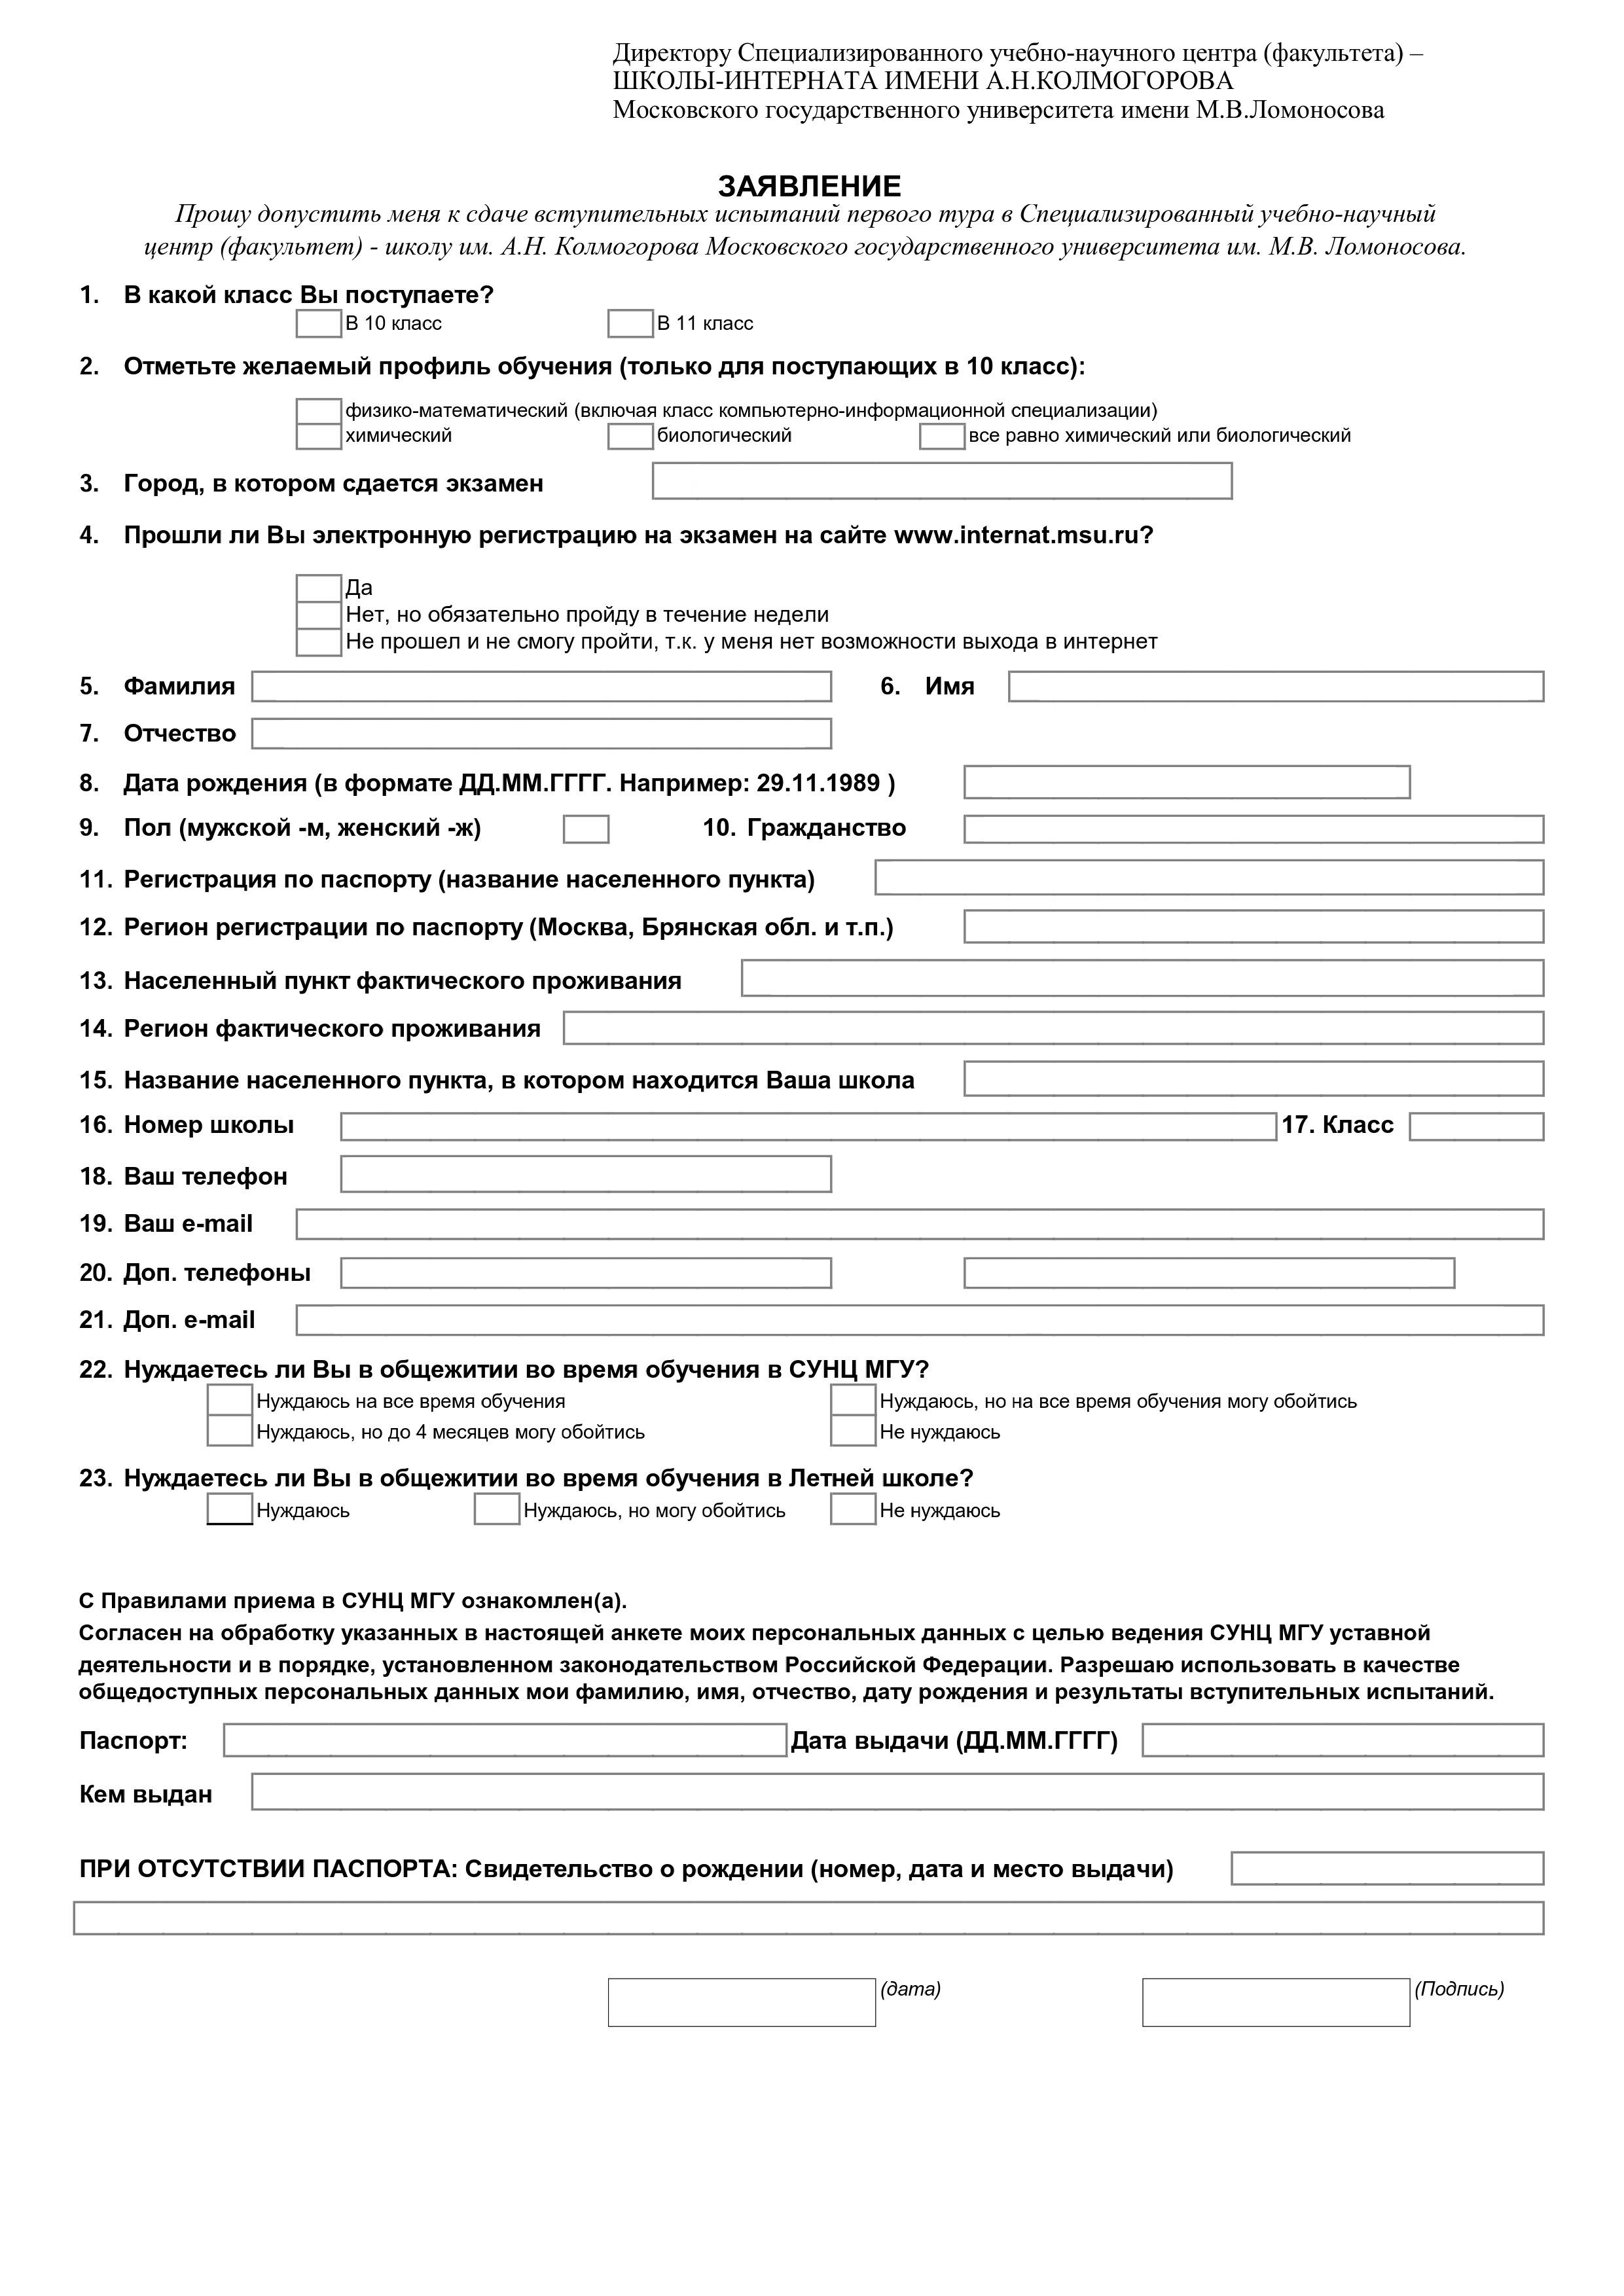 Директору Специализированного учебно-научного центра (факультета) –
ШКОЛЫ-ИНТЕРНАТА ИМЕНИ А.Н.КОЛМОГОРОВА
Московского государственного университета имени М.В.Ломоносова
ЗАЯВЛЕНИЕ
Прошу допустить меня к сдаче вступительных испытаний первого тура в Специализированный учебно-научный
центр (факультет) - школу им. А.Н. Колмогорова Московского государственного университета им. М.В. Ломоносова.
1. В какой класс Вы поступаете?
В 10 класс В 11 класс
2. Отметьте желаемый профиль обучения (только для поступающих в 10 класс):
физико-математический (включая класс компьютерно-информационной специализации)
химический биологический все равно химический или биологический
3. Город, в котором сдается экзамен
4. Прошли ли Вы электронную регистрацию на экзамен на сайте www.internat.msu.ru?
Да
Нет, но обязательно пройду в течение недели
Не прошел и не смогу пройти, т.к. у меня нет возможности выхода в интернет
5. Фамилия 6. Имя
7. Отчество
8. Дата рождения (в формате ДД.ММ.ГГГГ. Например: 29.11.1989 )
9. Пол (мужской -м, женский -ж) 10. Гражданство
11. Регистрация по паспорту (название населенного пункта)
12. Регион регистрации по паспорту (Москва, Брянская обл. и т.п.)
13. Населенный пункт фактического проживания
14. Регион фактического проживания
15. Название населенного пункта, в котором находится Ваша школа
16. Номер школы 17. Класс
18. Ваш телефон
19. Ваш e-mail
20. Доп. телефоны
21. Доп. e-mail
22. Нуждаетесь ли Вы в общежитии во время обучения в СУНЦ МГУ?
Нуждаюсь на все время обучения Нуждаюсь, но на все время обучения могу обойтись
Нуждаюсь, но до 4 месяцев могу обойтись Не нуждаюсь
23. Нуждаетесь ли Вы в общежитии во время обучения в Летней школе?
Нуждаюсь Нуждаюсь, но могу обойтись Не нуждаюсь
С Правилами приема в СУНЦ МГУ ознакомлен(а).
Согласен на обработку указанных в настоящей анкете моих персональных данных с целью ведения СУНЦ МГУ уставной
деятельности и в порядке, установленном законодательством Российской Федерации. Разрешаю использовать в качестве
общедоступных персональных данных мои фамилию, имя, отчество, дату рождения и результаты вступительных испытаний.
Паспорт: Дата выдачи (ДД.ММ.ГГГГ)
Кем выдан
ПРИ ОТСУТСТВИИ ПАСПОРТА: Свидетельство о рождении (номер, дата и место выдачи)
(дата) (Подпись)